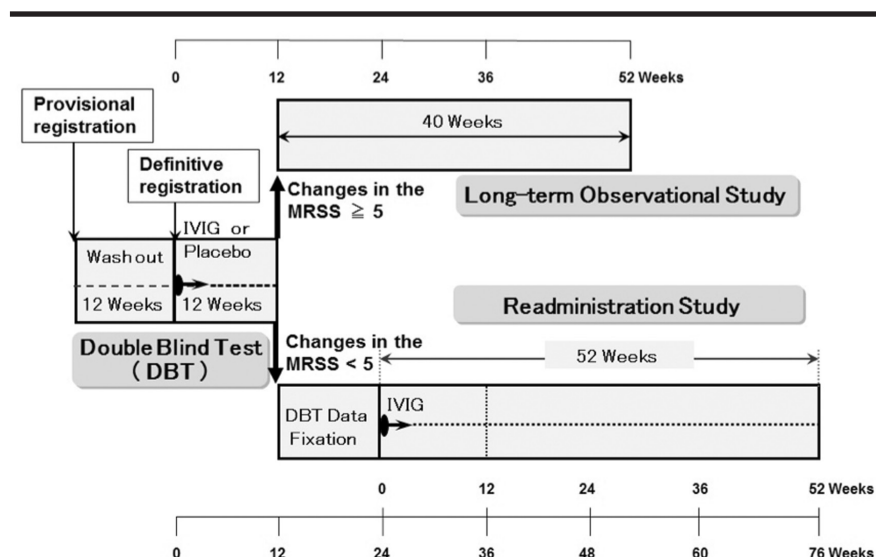 0 12 24 36 52 Weeks
Provisional
registration
40 Weeks
Definitive
registration
Changes in the
MRSS ≧ 5
Long-term Observational Study
IVIG or
Placebo
Wash out
12 Weeks
12 Weeks
Readministration Study
Double Blind Test
( DBT )
Changes in the
MRSS < 5
52 Weeks
DBT Data
Fixation
IVIG
0 12 24 36 52 Weeks
0 12 24 36 48 60 76 Weeks